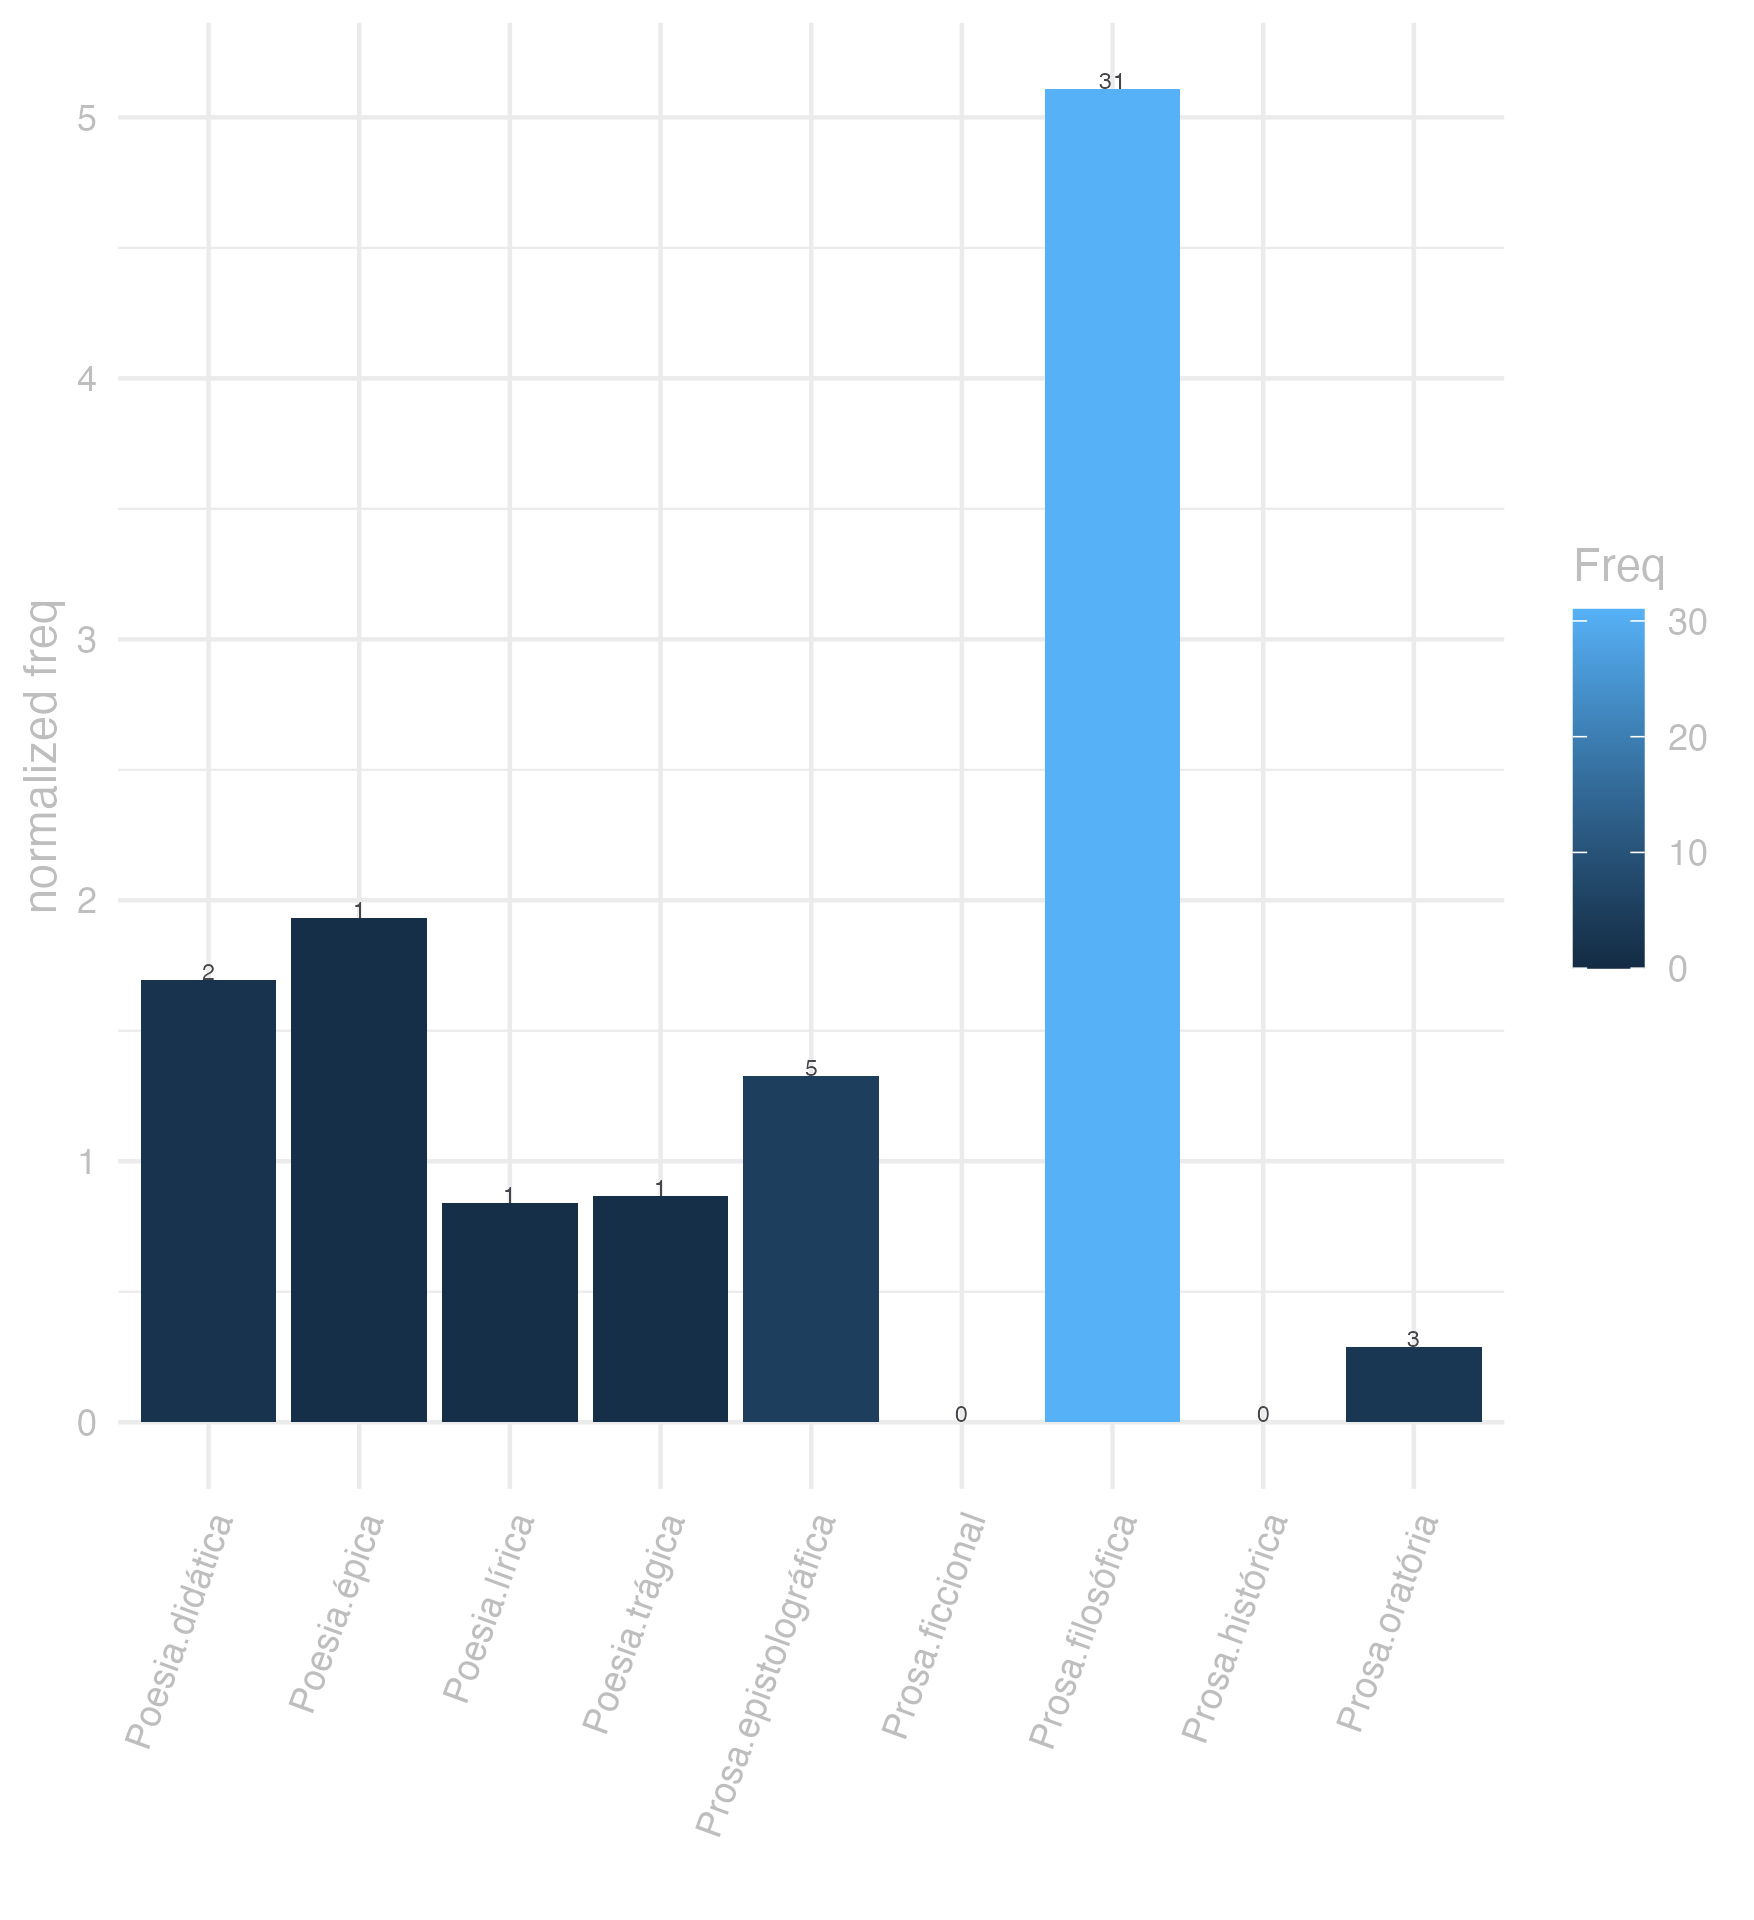 normalized freq
5
4
3
2
1
0
31
2
1
1
1
5
0
0
3
Poesia.didática
Poesia.épica
Poesia.lírica
Poesia.trágica
Prosa.epistolográfica
Prosa.ficcional
Prosa.filosófica
Prosa.histórica
Prosa.oratória
Freq
30
20
10
0